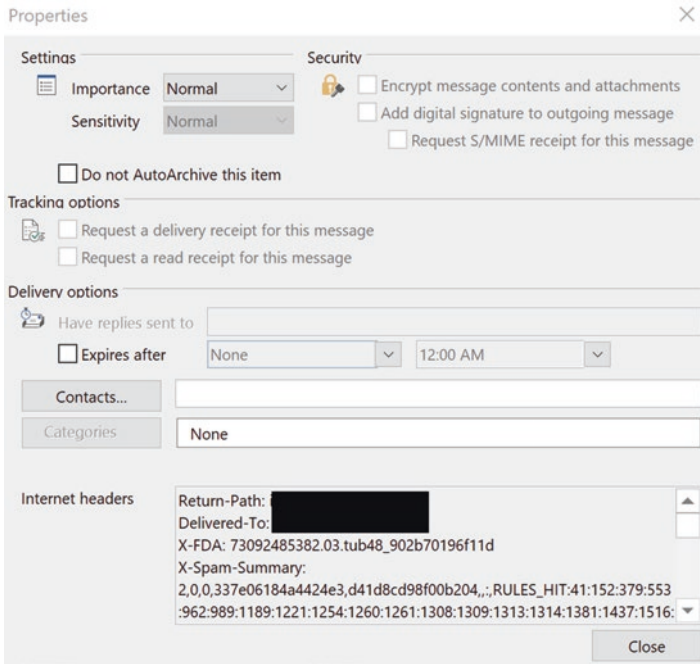 Properties
Settings
Security
Importance Normal
Encrypt message contents and attachments
Sensitivity Normal
Add digital signature to outgoing message
Request S/MIME receipt for this message
Do not AutoArchive this item
Tracking options
Request a delivery receipt for this message
Request a read receipt for this message
Delivery options
Have replies sent to
Expires after None 12:00 AM
Contacts...
Categories None
Internet headers
Return-Path:
Delivered-To:
X-FDA: 73092485382.03.tub48_902b70196f11d
X-Spam-Summary:
2,0,0,337e06184a4424e3,d41d8cd98f00b204,,:,RULES_HIT:41:152:379:553
:962:989:1189:1221:1254:1260:1261:1308:1309:1313:1314:1381:1437:1516:
Close